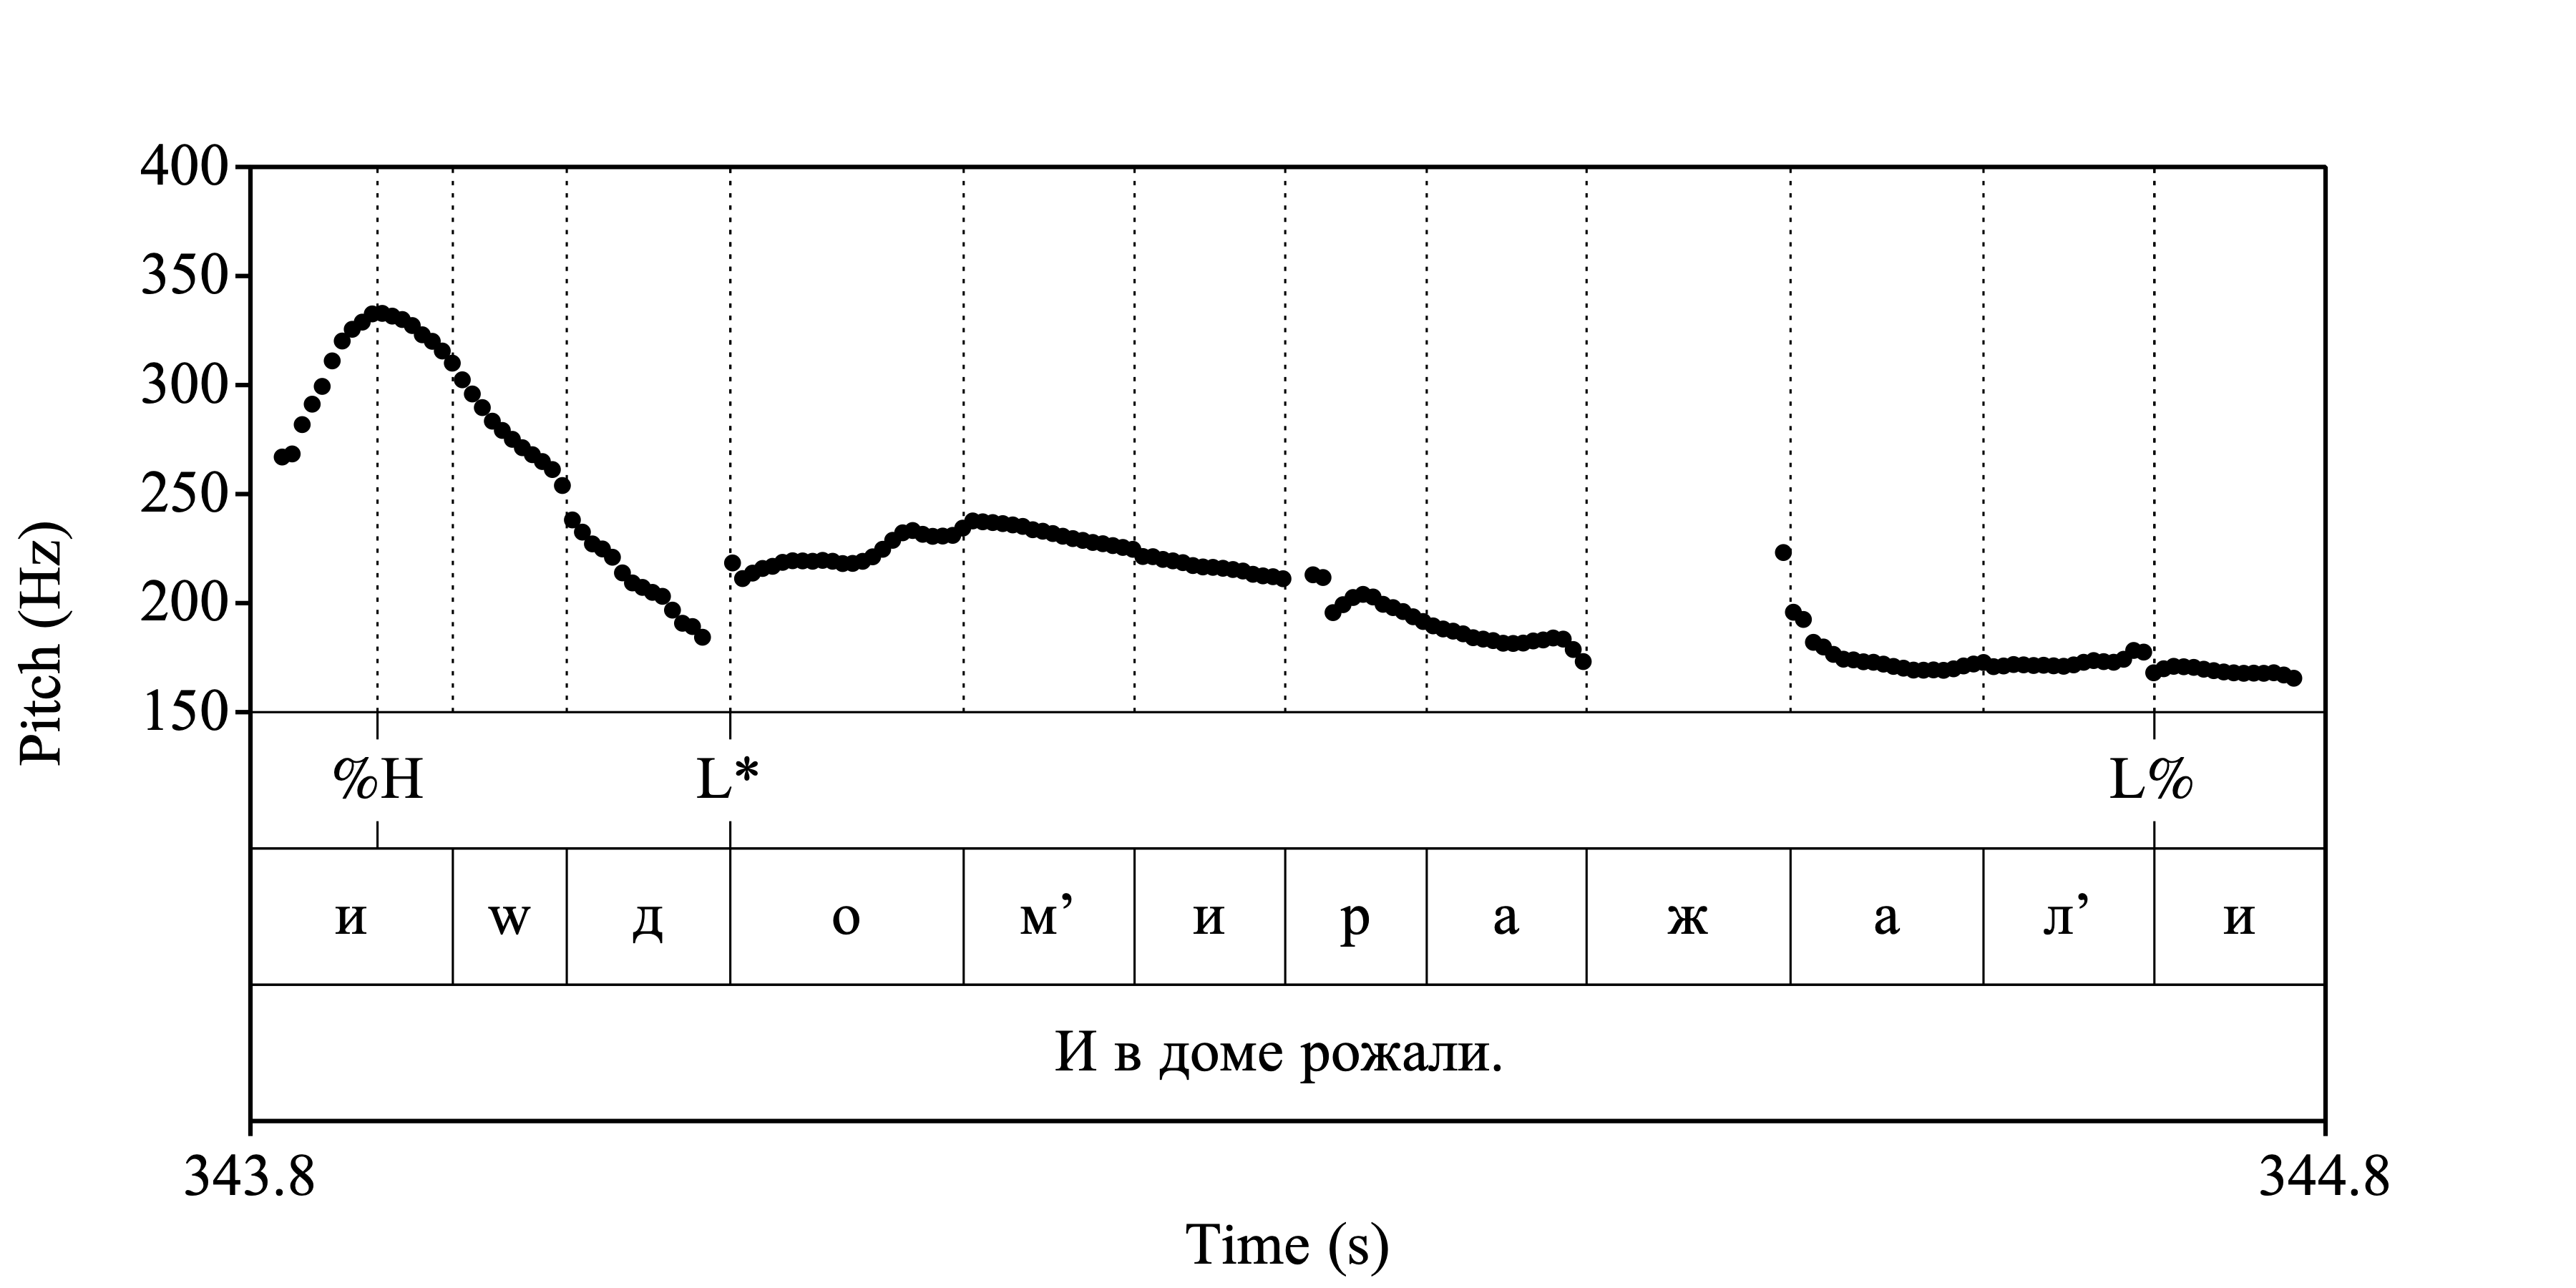 400
350
300
250
200
150
Pitch (Hz)
%H L* L%
и w д о м’ и р а ж а л’ и
И в доме рожали.
343.8 344.8
Time (s)